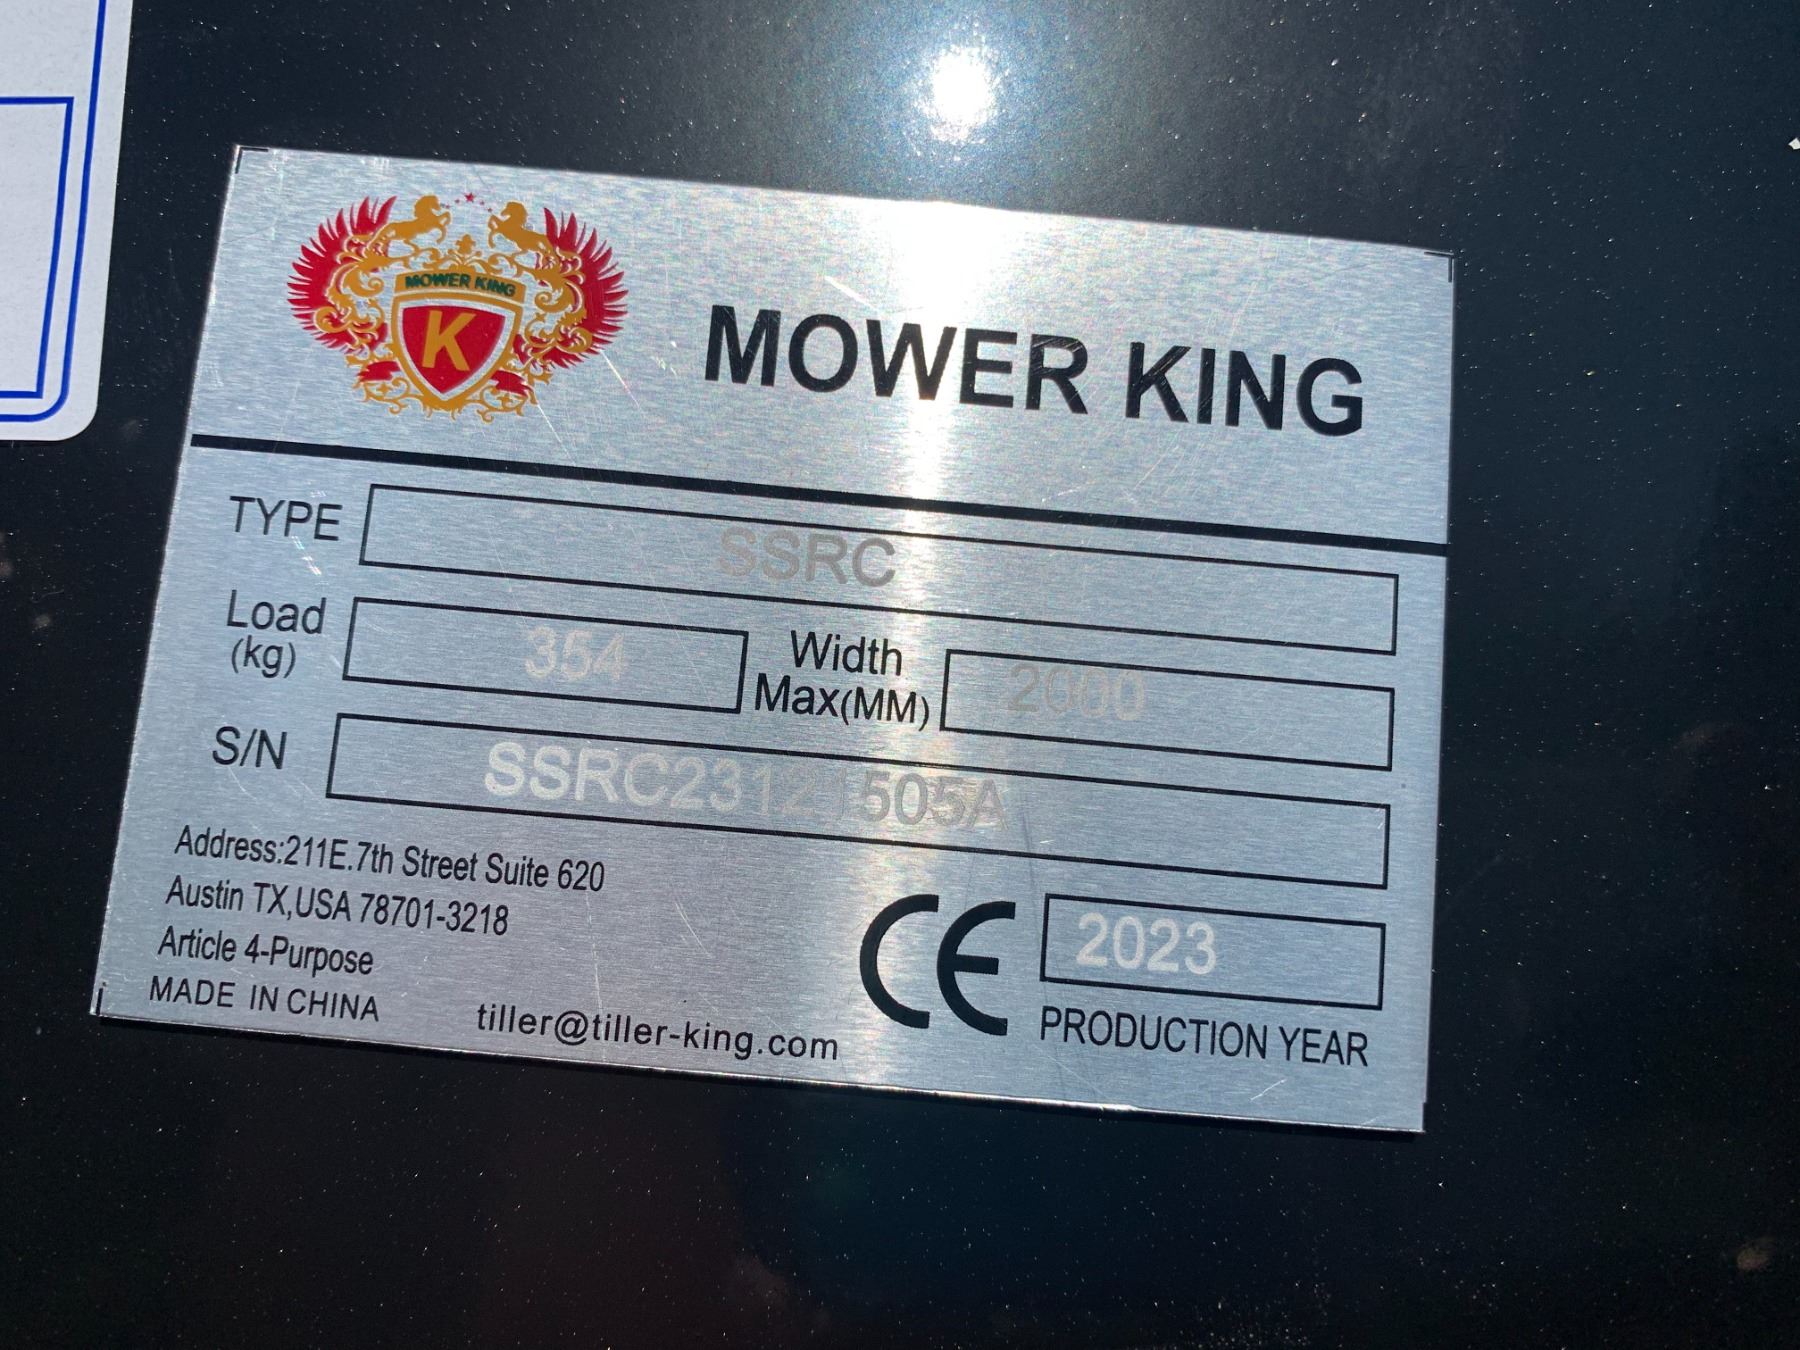 MOWER KING
K
MOWER KING
TYPE SSRC
Load (kg) 354 Width Max(MM) 2000
S/N SSRC23121505A
Address:211E.7th Street Suite 620
Austin TX,USA 78701-3218
Article 4-Purpose
MADE IN CHINA
tiller@tiller-king.com
CE
2023
PRODUCTION YEAR